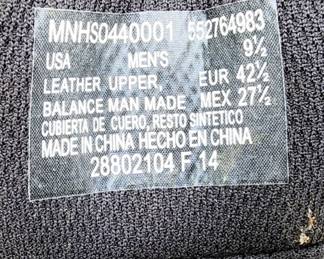 MNHS0440001 552764983
USA MEN'S 9½
LEATHER UPPER, EUR 42½
BALANCE MAN MADE MEX 27½
CUBIERTA DE CUERO, RESTO SINTETICO
MADE IN CHINA HECHO EN CHINA
28802104 F 14